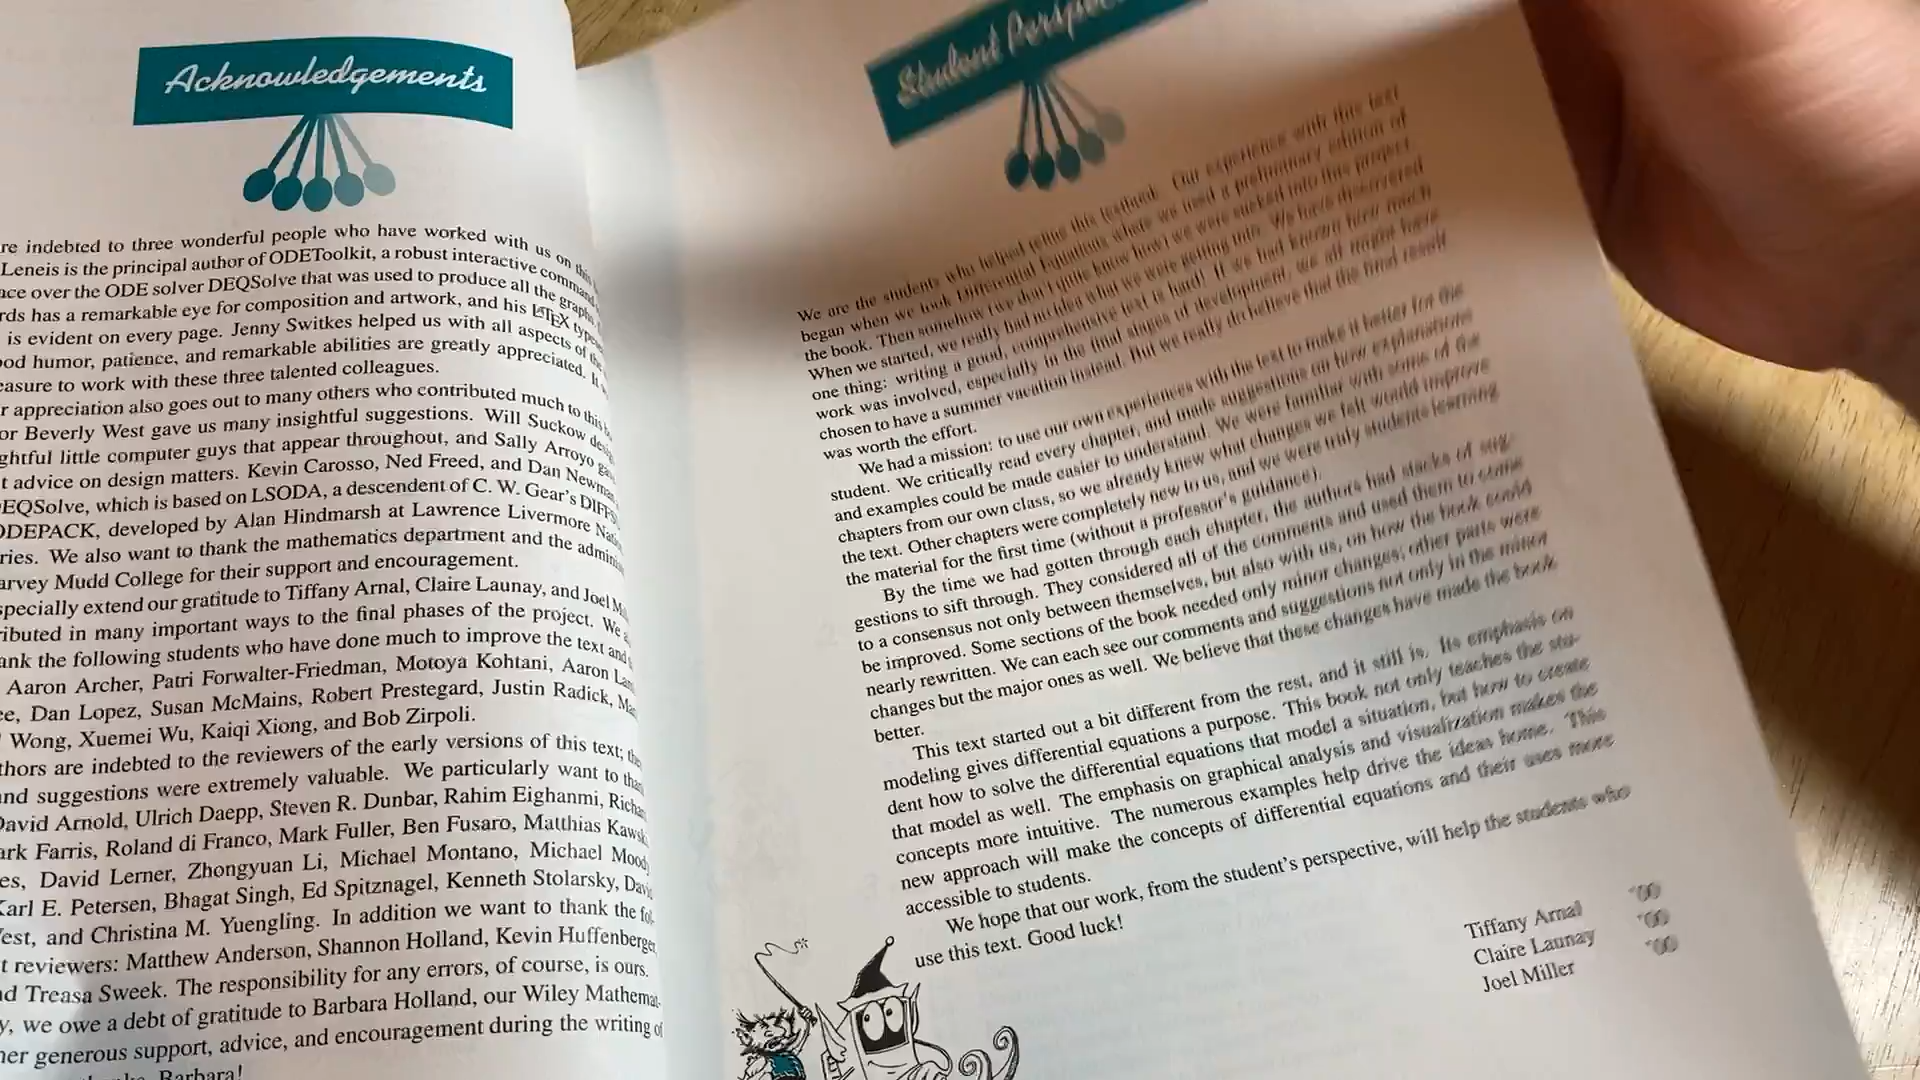 Acknowledgements
re indebted to three wonderful people who have worked with us on this
Leneis is the principal author of ODEToolkit, a robust interactive command
ace over the ODE solver DEQSolve that was used to produce all the graphs.
rds has a remarkable eye for composition and artwork, and his LATEX
is evident on every page. Jenny Switkes helped us with all aspects of the
ood humor, patience, and remarkable abilities are greatly appreciated. It
easure to work with these three talented colleagues.
r appreciation also goes out to many others who contributed much to this
or Beverly West gave us many insightful suggestions. Will Suckow
ghtful little computer guys that appear throughout, and Sally Arroyo
t advice on design matters. Kevin Carosso, Ned Freed, and Dan Newman
DEQSolve, which is based on LSODA, a descendent of C. W. Gear's DIFFS
ODEPACK, developed by Alan Hindmarsh at Lawrence Livermore
ries. We also want to thank the mathematics department and the
arvey Mudd College for their support and encouragement.
specially extend our gratitude to Tiffany Arnal, Claire Launay, and Joel
ributed in many important ways to the final phases of the project. We
ank the following students who have done much to improve the text and
Aaron Archer, Patri Forwalter-Friedman, Motoya Kohtani, Aaron
ee, Dan Lopez, Susan McMains, Robert Prestegard, Justin Radick,
Wong, Xuemei Wu, Kaiqi Xiong, and Bob Zirpoli.
thors are indebted to the reviewers of the early versions of this text;
nd suggestions were extremely valuable. We particularly want to
David Arnold, Ulrich Daepp, Steven R. Dunbar, Rahim Eighanmi,
ark Farris, Roland di Franco, Mark Fuller, Ben Fusaro, Matthias
es, David Lerner, Zhongyuan Li, Michael Montano, Michael
Karl E. Petersen, Bhagat Singh, Ed Spitznagel, Kenneth Stolarsky,
est, and Christina M. Yuengling. In addition we want to thank the
t reviewers: Matthew Anderson, Shannon Holland, Kevin Huffenberger,
nd Treasa Sweek. The responsibility for any errors, of course, is ours.
y, we owe a debt of gratitude to Barbara Holland, our Wiley Mathemat-
her generous support, advice, and encouragement during the writing of
Barbara!
Student
We are the students who helped refine this textbook. Our experience with this text
began when we took Differential Equations where we used a preliminary edition of
the book. Then somehow (we don't quite know how) we were sucked into this project.
When we started, we really had no idea what we were getting into. We have discovered
one thing: writing a good, comprehensive text is hard! If we had known how much
work was involved, especially in the final stages of development, we all might have
chosen to have a summer vacation instead. But we really do believe that the final result
was worth the effort.
We had a mission: to use our own experiences with the text to make it better for the
student. We critically read every chapter, and made suggestions on how explanations
and examples could be made easier to understand. We were familiar with some of the
chapters from our own class, so we already knew what changes we felt would improve
the text. Other chapters were completely new to us, and we were truly students learning
the material for the first time (without a professor's guidance).
By the time we had gotten through each chapter, the authors had stacks of sug-
gestions to sift through. They considered all of the comments and used them to come
to a consensus not only between themselves, but also with us, on how the book could
be improved. Some sections of the book needed only minor changes; other parts were
nearly rewritten. We can each see our comments and suggestions not only in the minor
changes but the major ones as well. We believe that these changes have made the book
better.
This text started out a bit different from the rest, and it still is. Its emphasis on
modeling gives differential equations a purpose. This book not only teaches the stu-
dent how to solve the differential equations that model a situation, but how to create
that model as well. The emphasis on graphical analysis and visualization makes the
concepts more intuitive. The numerous examples help drive the ideas home. This
new approach will make the concepts of differential equations and their uses more
accessible to students.
We hope that our work, from the student's perspective, will help the students who
use this text. Good luck!
Tiffany Arnal '00
Claire Launay '00
Joel Miller '00